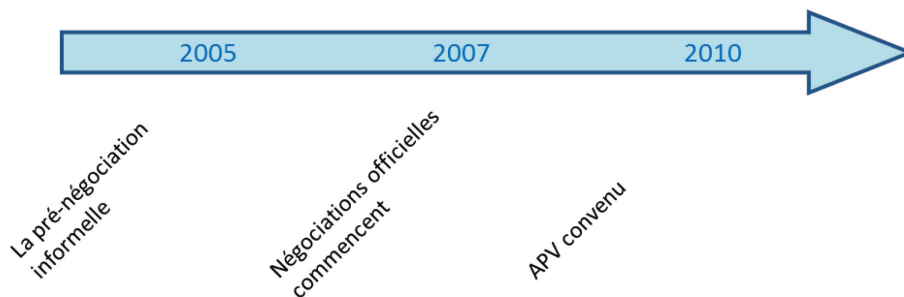 2005 2007 2010
La pré-négociation
informelle
Négociations officielles
commencent
APV convenu